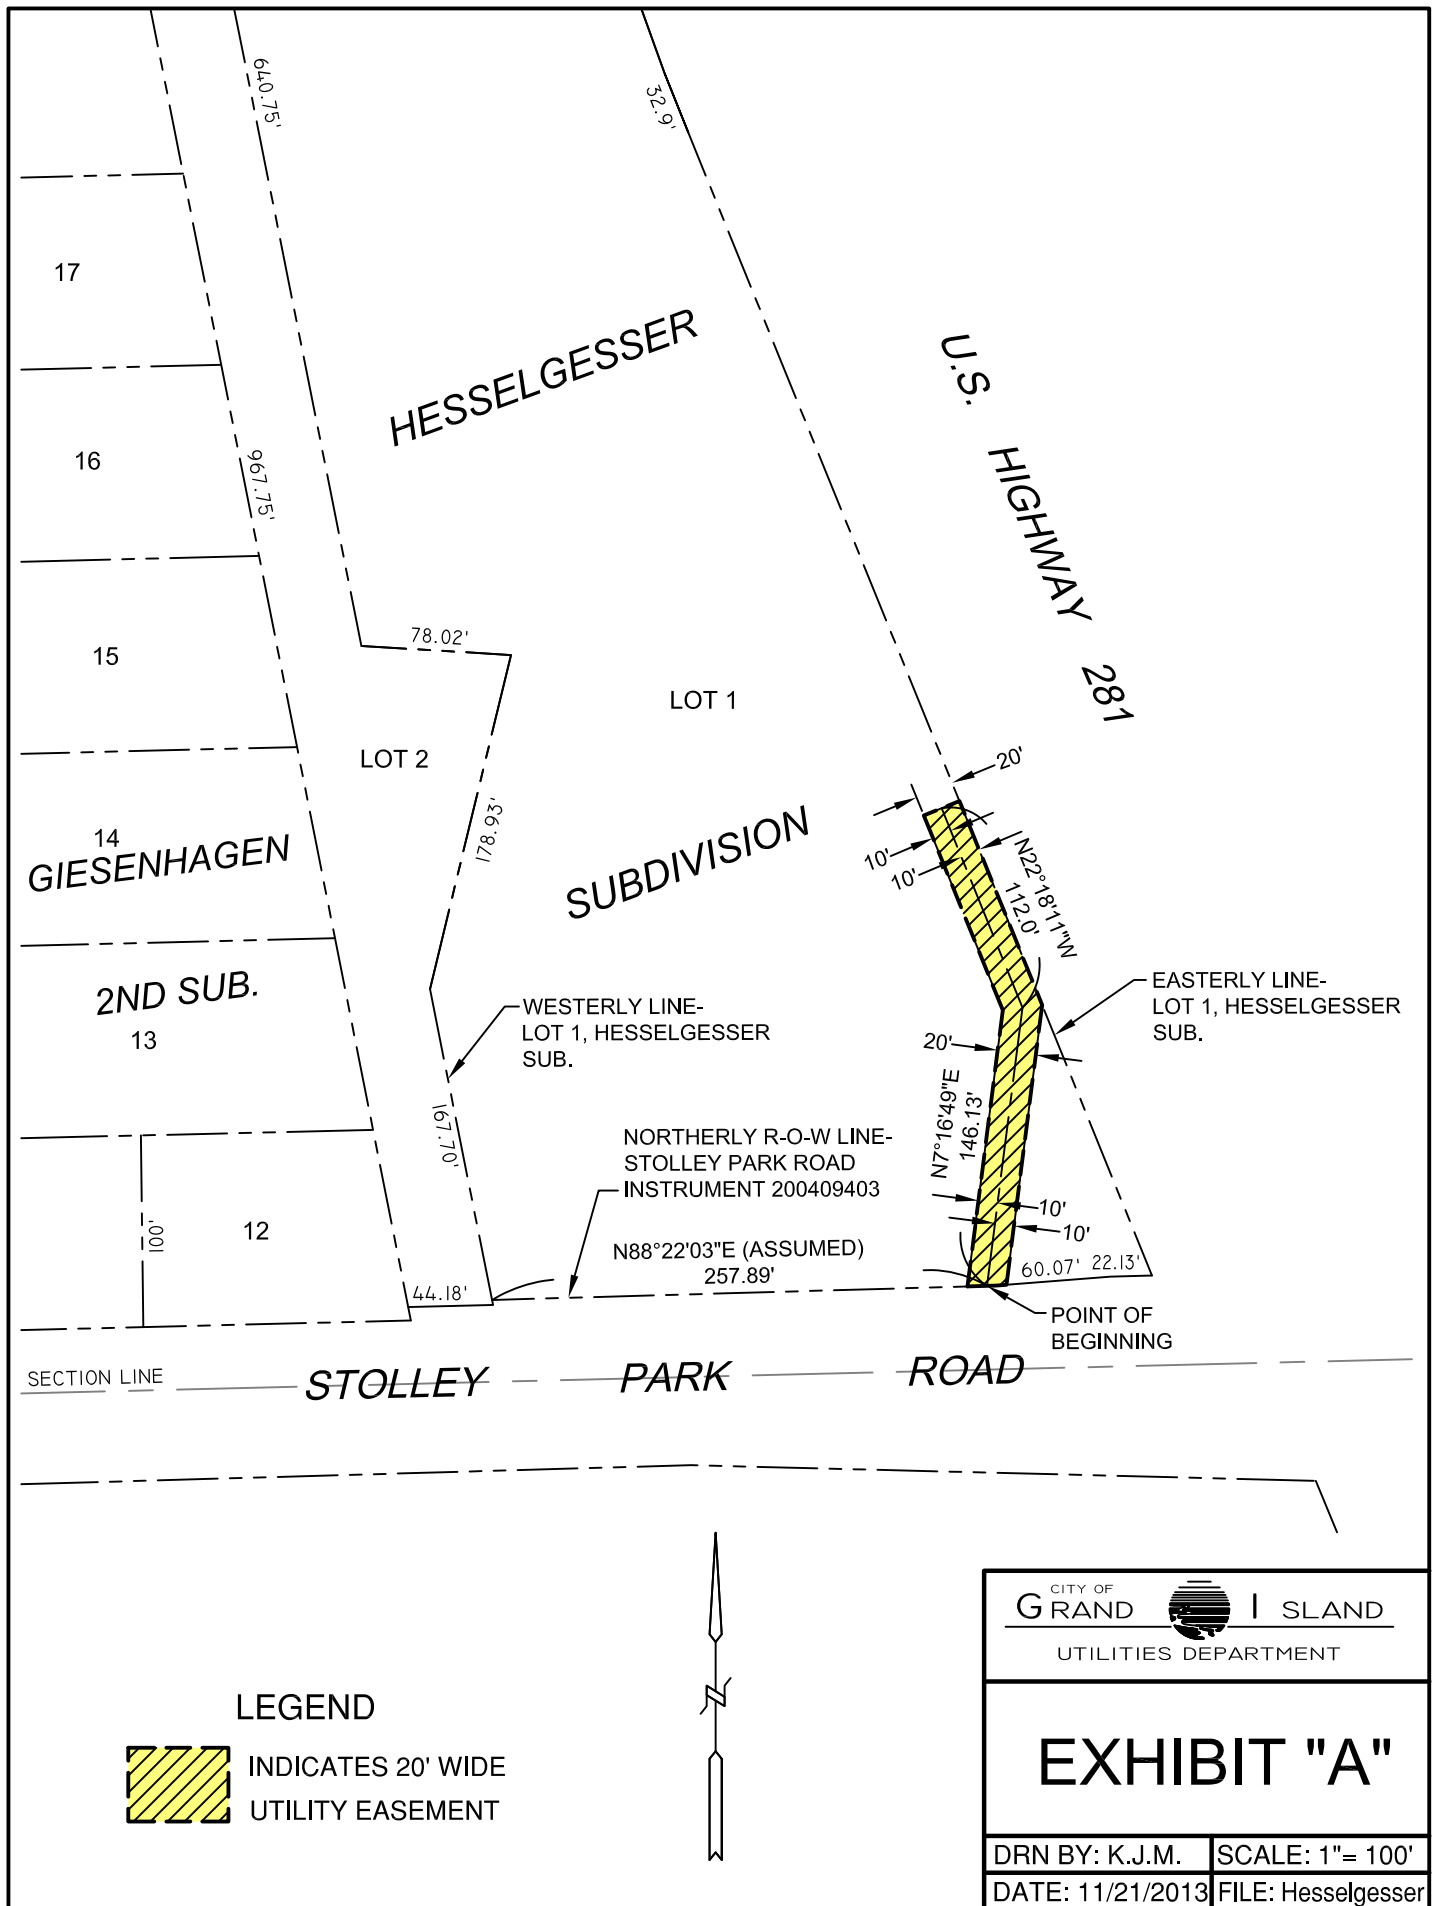 640.75'
32.9'
17
HESSELGESSER
U.S. HIGHWAY 281
16
967.75'
15
78.02'
LOT 1
LOT 2
20'
178.93'
14
GIESENHAGEN
SUBDIVISION
10'
10'
N22°18'11"W
112.0'
2ND SUB.
13
WESTERLY LINE-
LOT 1, HESSELGESSER
SUB.
EASTERLY LINE-
LOT 1, HESSELGESSER
SUB.
20'
N7°16'49"E
146.13'
167.70'
NORTHERLY R-O-W LINE-
STOLLEY PARK ROAD
INSTRUMENT 200409403
100'
12
10'
10'
N88°22'03"E (ASSUMED)
257.89'
60.07'
22.13'
44.18'
POINT OF
BEGINNING
SECTION LINE
STOLLEY PARK ROAD
CITY OF
GRAND ISLAND
UTILITIES DEPARTMENT
LEGEND
INDICATES 20' WIDE
UTILITY EASEMENT
EXHIBIT "A"
DRN BY: K.J.M.
SCALE: 1"= 100'
DATE: 11/21/2013
FILE: Hesselgesser